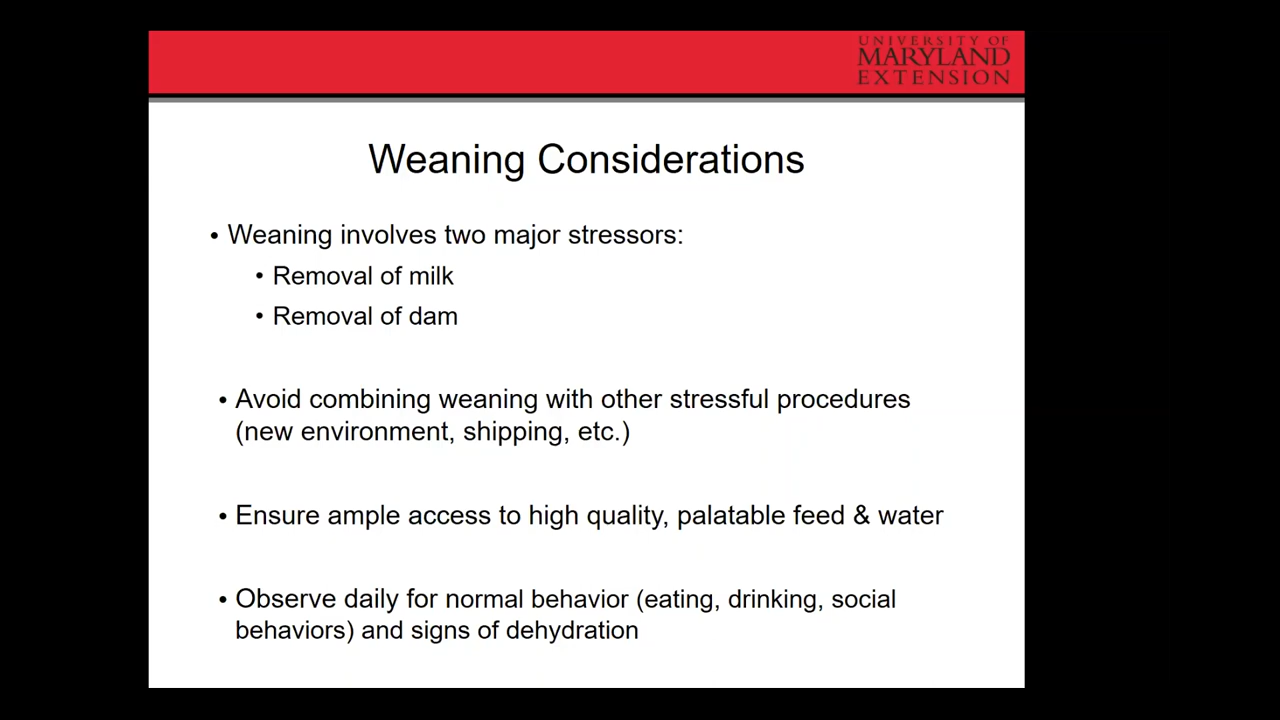 UNIVERSITY OF
MARYLAND
EXTENSION
Weaning Considerations
• Weaning involves two major stressors:
• Removal of milk
• Removal of dam
• Avoid combining weaning with other stressful procedures
(new environment, shipping, etc.)
• Ensure ample access to high quality, palatable feed & water
• Observe daily for normal behavior (eating, drinking, social
behaviors) and signs of dehydration